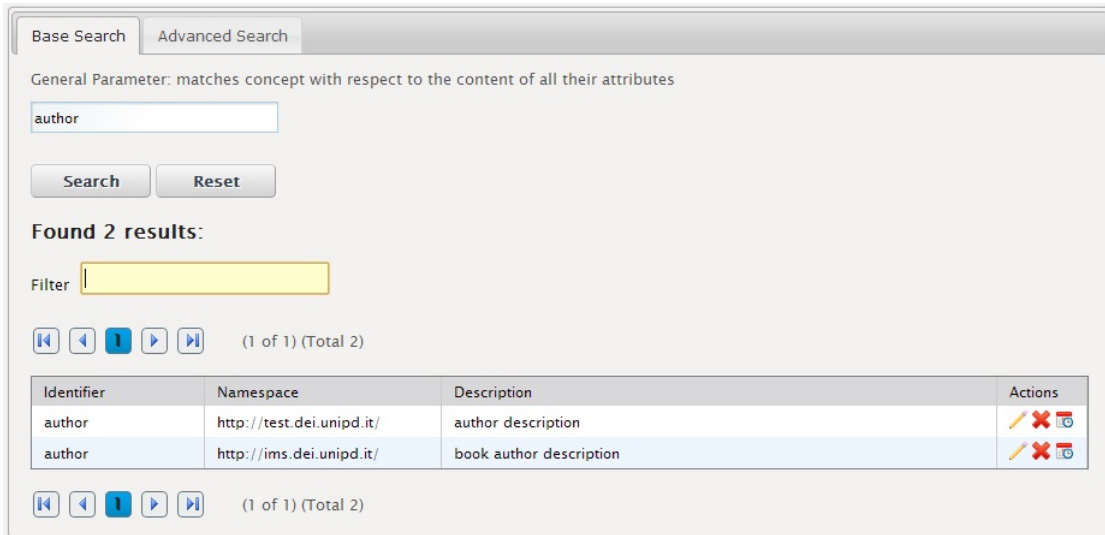 Base Search Advanced Search
General Parameter: matches concept with respect to the content of all their attributes
author
Search Reset
Found 2 results:
Filter
1 (1 of 1) (Total 2)
Identifier Namespace Description Actions
author http://test.dei.unipd.it/ author description
author http://ims.dei.unipd.it/ book author description
1 (1 of 1) (Total 2)